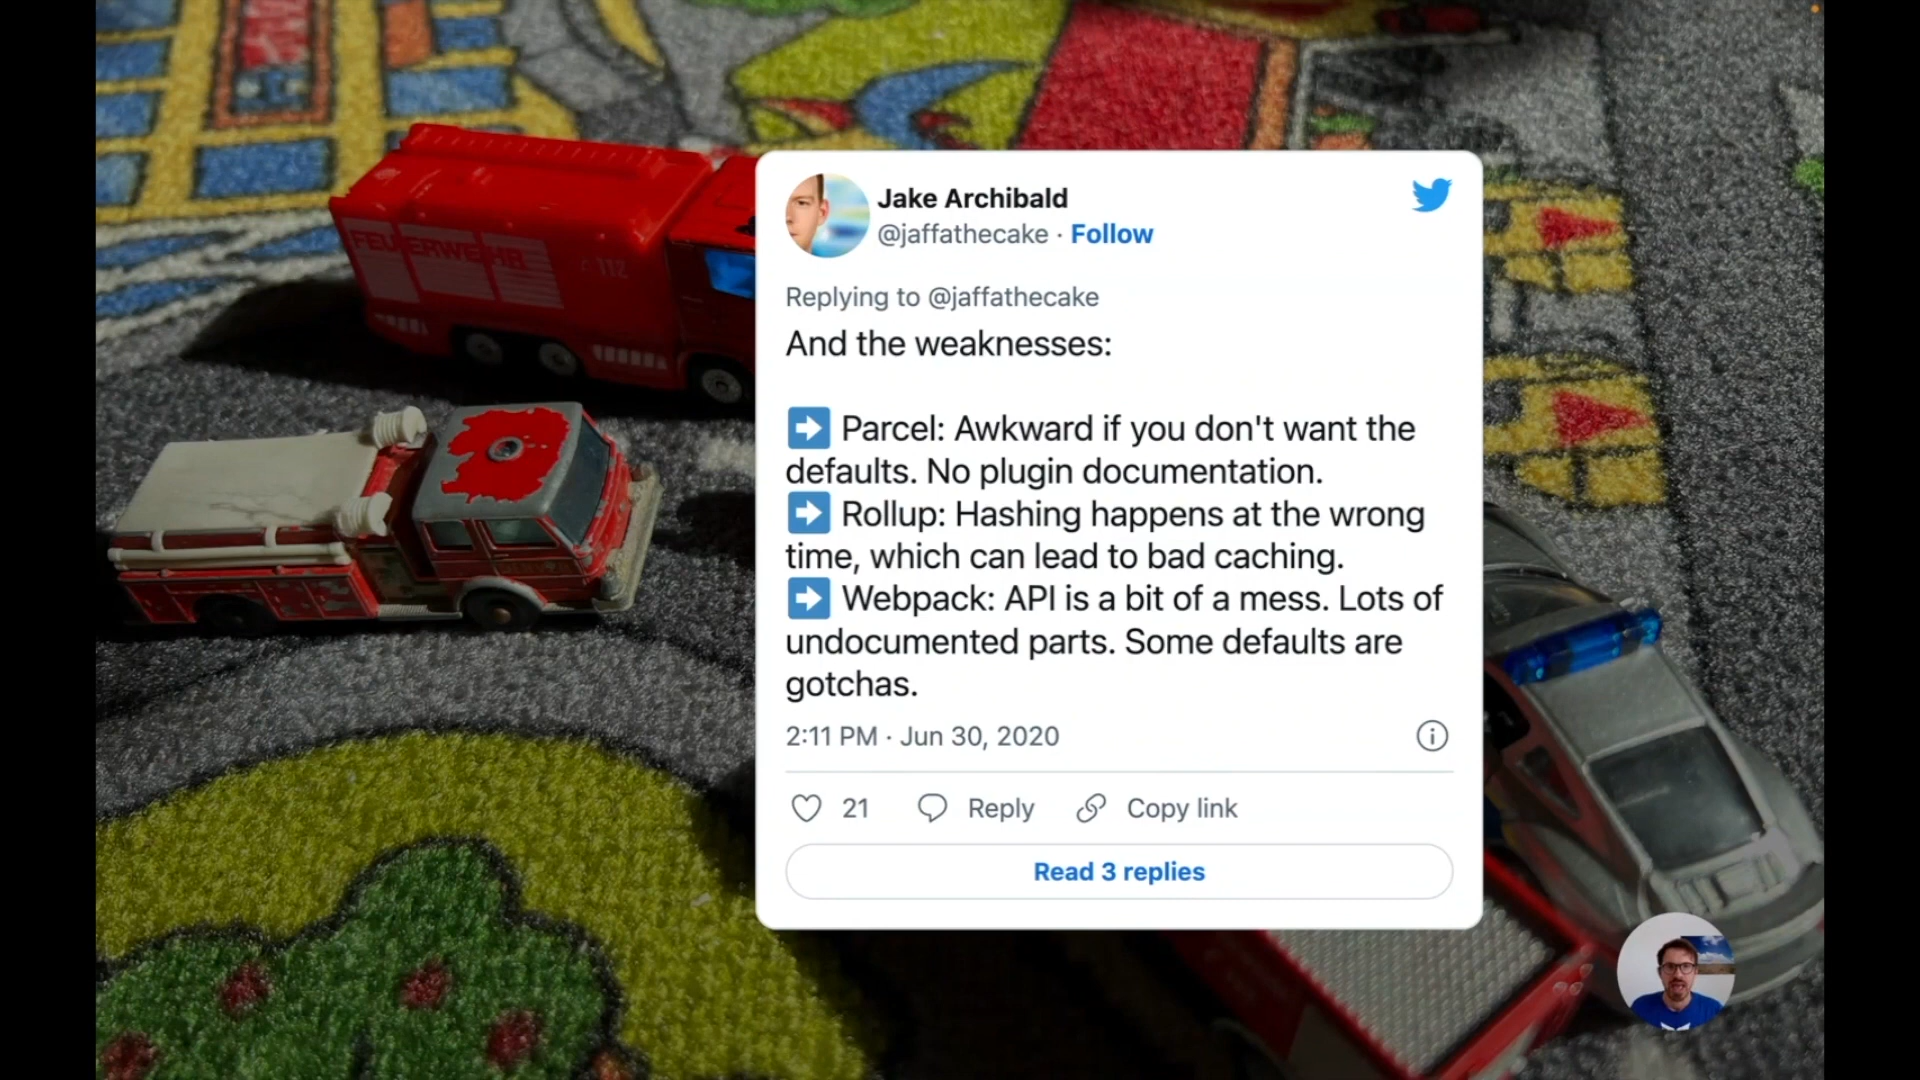 FEUERWEHR
112
Jake Archibald
@jaffathecake · Follow
Replying to @jaffathecake
And the weaknesses:
➡️ Parcel: Awkward if you don't want the
defaults. No plugin documentation.
➡️ Rollup: Hashing happens at the wrong
time, which can lead to bad caching.
➡️ Webpack: API is a bit of a mess. Lots of
undocumented parts. Some defaults are
gotchas.
2:11 PM · Jun 30, 2020
21 Reply Copy link
Read 3 replies